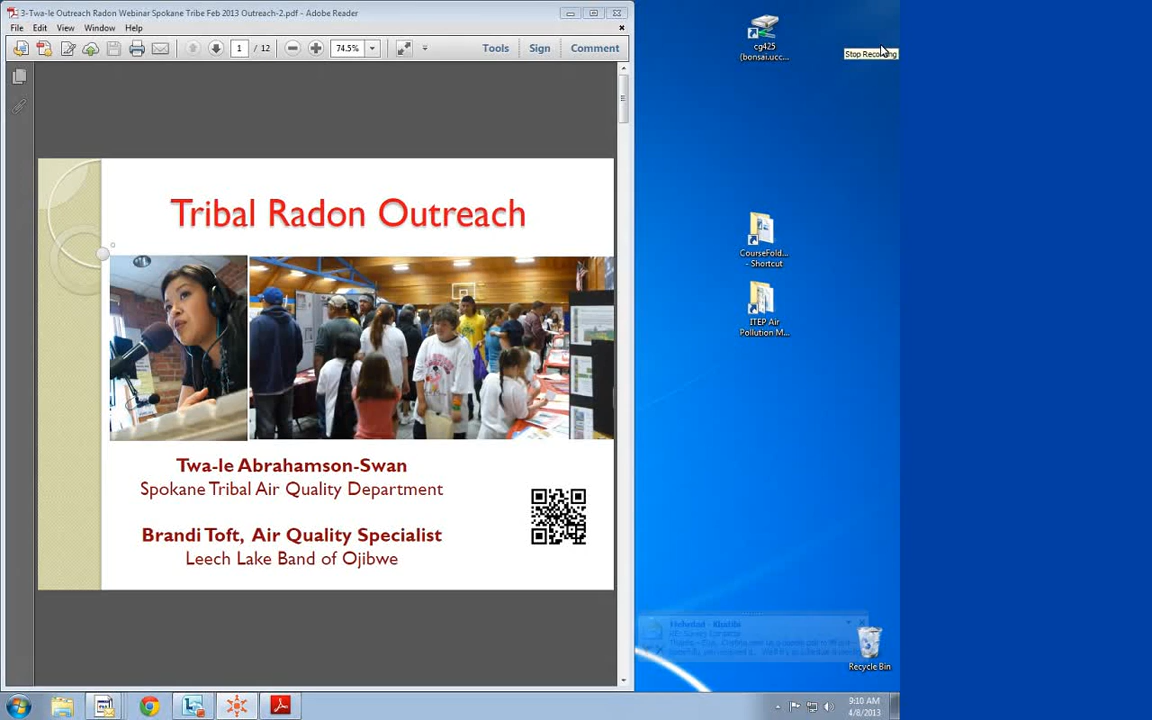 3-Twa-le Outreach Radon Webinar Spokane Tribe Feb 2013 Outreach-2.pdf - Adobe Reader
File Edit View Window Help
1 / 12 74.5% Tools Sign Comment
cg425
(bonsai.ucc...
Stop Recording
Tribal Radon Outreach
CourseFold...
- Shortcut
ITEP Air
Pollution M...
Twa-le Abrahamson-Swan
Spokane Tribal Air Quality Department
Brandi Toft, Air Quality Specialist
Leech Lake Band of Ojibwe
Recycle Bin
9:10 AM
4/8/2013